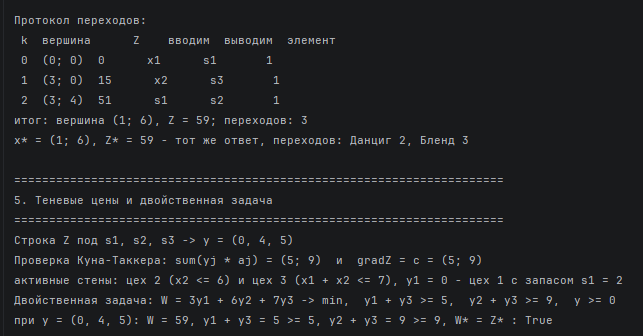 Протокол переходов:
k вершина Z вводим выводим элемент
0 (0; 0) 0 x1 s1 1
1 (3; 0) 15 x2 s3 1
2 (3; 4) 51 s1 s2 1
итог: вершина (1; 6), Z = 59; переходов: 3
x* = (1; 6), Z* = 59 - тот же ответ, переходов: Данциг 2, Бленд 3
======================================================================
5. Теневые цены и двойственная задача
======================================================================
Строка Z под s1, s2, s3 -> y = (0, 4, 5)
Проверка Куна-Таккера: sum(yj * aj) = (5; 9) и gradZ = c = (5; 9)
активные стены: цех 2 (x2 <= 6) и цех 3 (x1 + x2 <= 7), y1 = 0 - цех 1 с запасом s1 = 2
Двойственная задача: W = 3y1 + 6y2 + 7y3 -> min, y1 + y3 >= 5, y2 + y3 >= 9, y >= 0
при y = (0, 4, 5): W = 59, y1 + y3 = 5 >= 5, y2 + y3 = 9 >= 9, W* = Z* : True